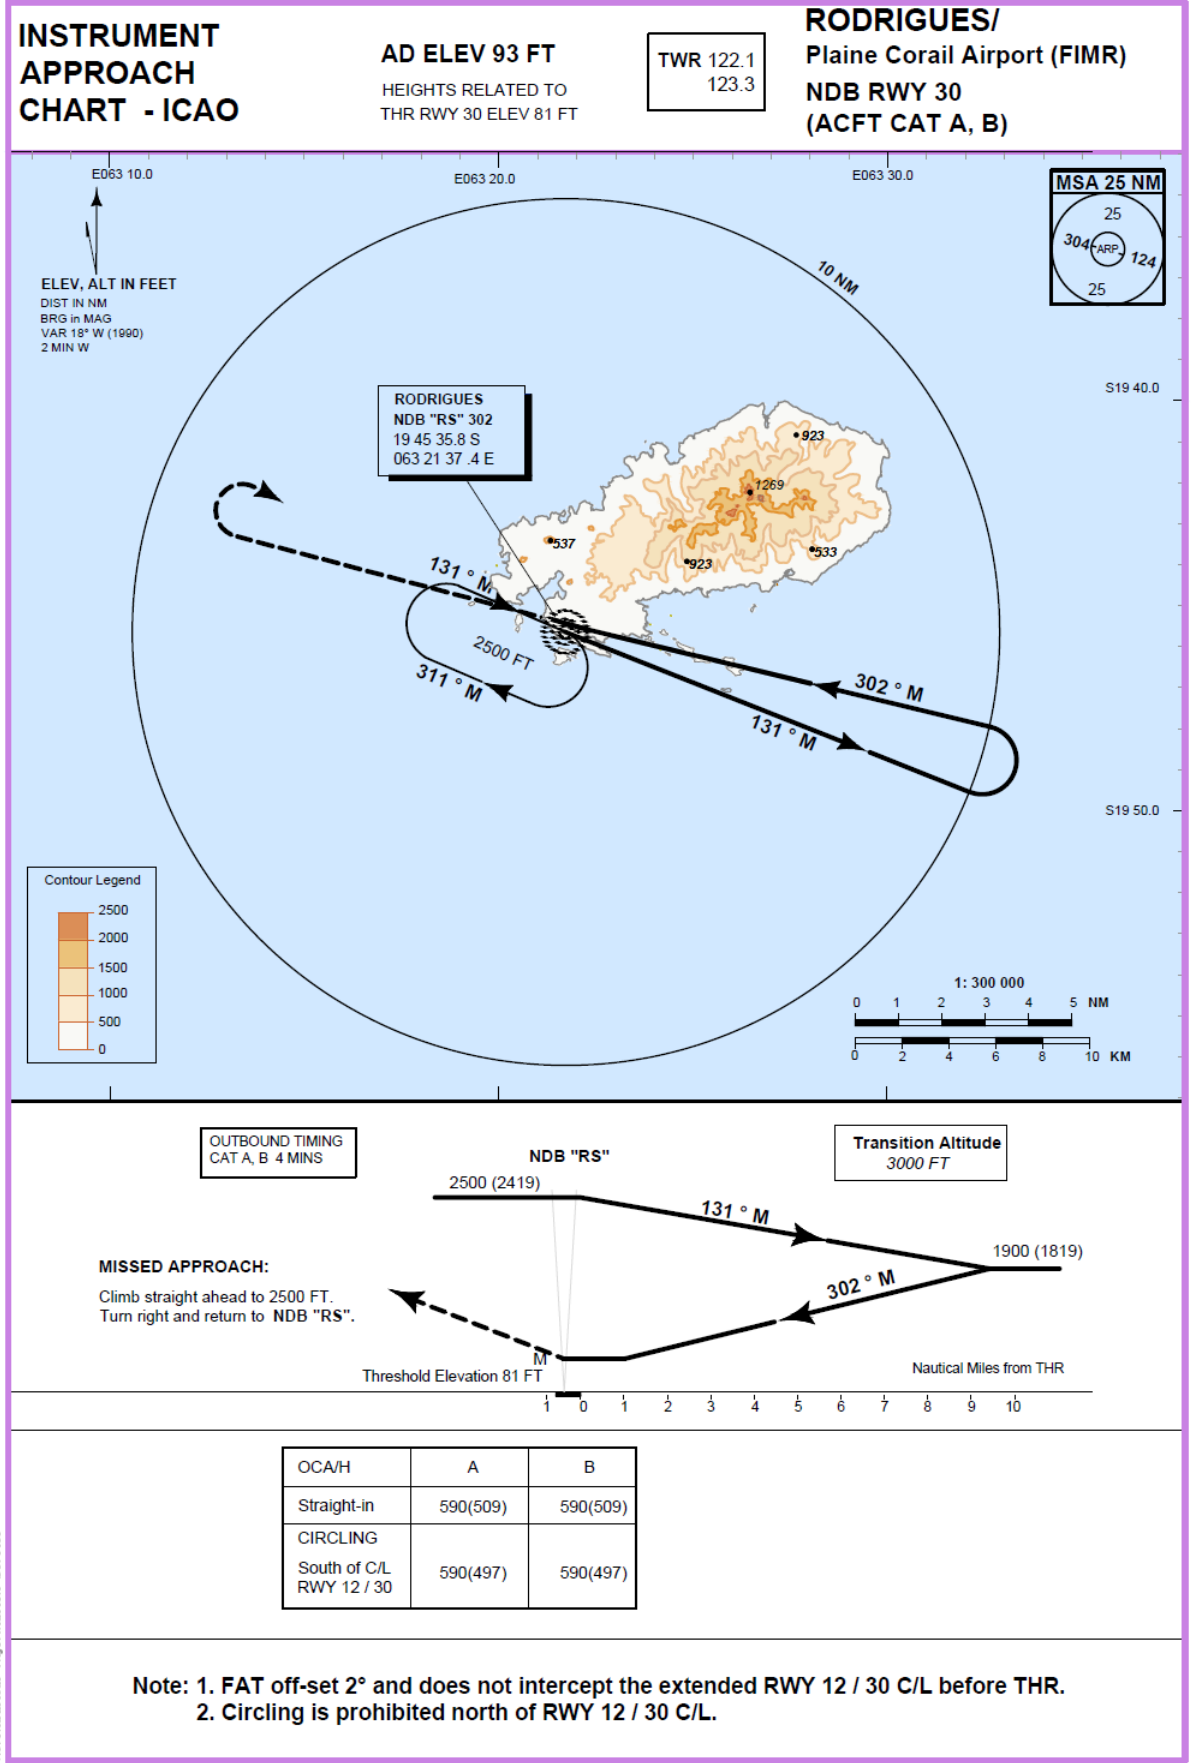 INSTRUMENT
APPROACH
CHART - ICAO
AD ELEV 93 FT
HEIGHTS RELATED TO
THR RWY 30 ELEV 81 FT
TWR 122.1
123.3
RODRIGUES/
Plaine Corail Airport (FIMR)
NDB RWY 30
(ACFT CAT A, B)
E063 10.0
E063 20.0
E063 30.0
MSA 25 NM
25
304
ARP
124
25
ELEV, ALT IN FEET
DIST IN NM
BRG in MAG
VAR 18° W (1990)
2 MIN W
10 NM
S19 40.0
RODRIGUES
NDB "RS" 302
19 45 35.8 S
063 21 37 .4 E
923
1269
537
533
923
131 ° M
2500 FT
311 ° M
302 ° M
131 ° M
S19 50.0
Contour Legend
2500
2000
1500
1000
500
0
1: 300 000
0 1 2 3 4 5 NM
0 2 4 6 8 10 KM
OUTBOUND TIMING
CAT A, B 4 MINS
NDB "RS"
Transition Altitude
3000 FT
2500 (2419)
131 ° M
1900 (1819)
302 ° M
MISSED APPROACH:
Climb straight ahead to 2500 FT.
Turn right and return to NDB "RS".
M
Threshold Elevation 81 FT
Nautical Miles from THR
1 0 1 2 3 4 5 6 7 8 9 10
OCA/H A B
Straight-in 590(509) 590(509)
CIRCLING
South of C/L
RWY 12 / 30 590(497) 590(497)
Note: 1. FAT off-set 2° and does not intercept the extended RWY 12 / 30 C/L before THR.
2. Circling is prohibited north of RWY 12 / 30 C/L.